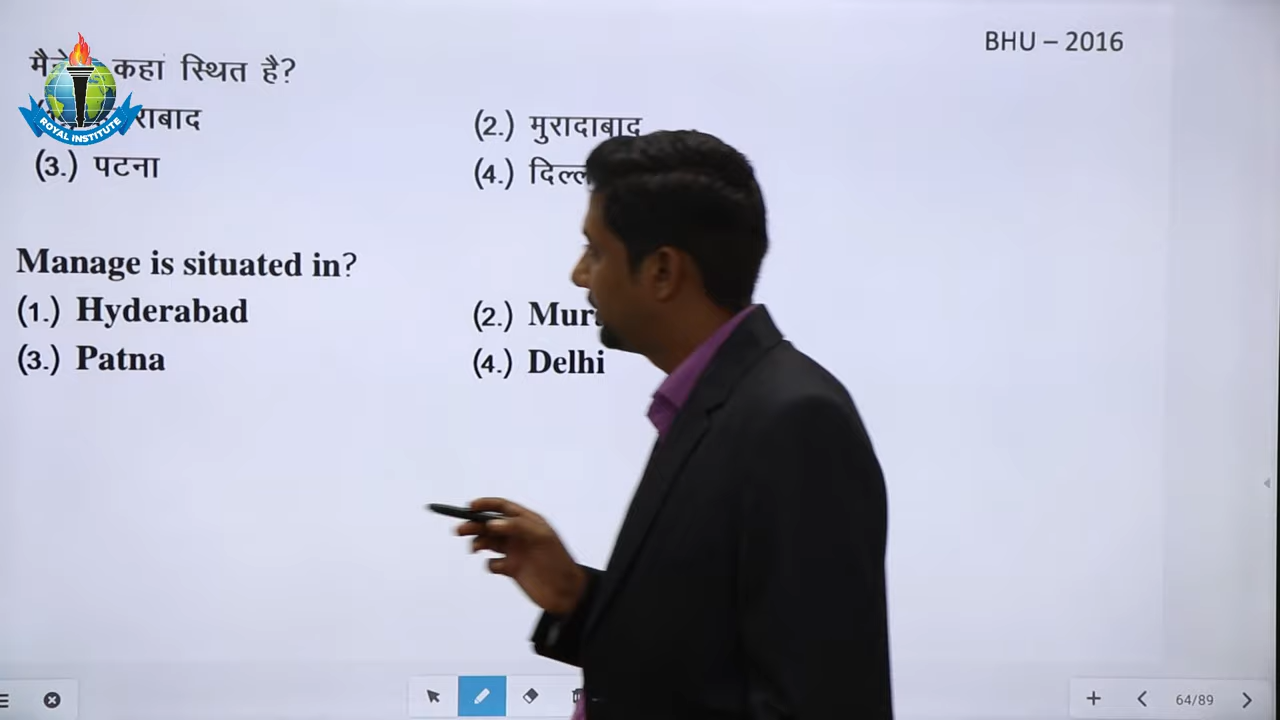 BHU – 2016
कहां स्थित है?
(2.) मुरादाबाद
(3.) पटना
(4.)
Manage is situated in?
(1.) Hyderabad
(2.)
(3.) Patna
(4.) Delhi
ROYAL INSTITUTE
64/89